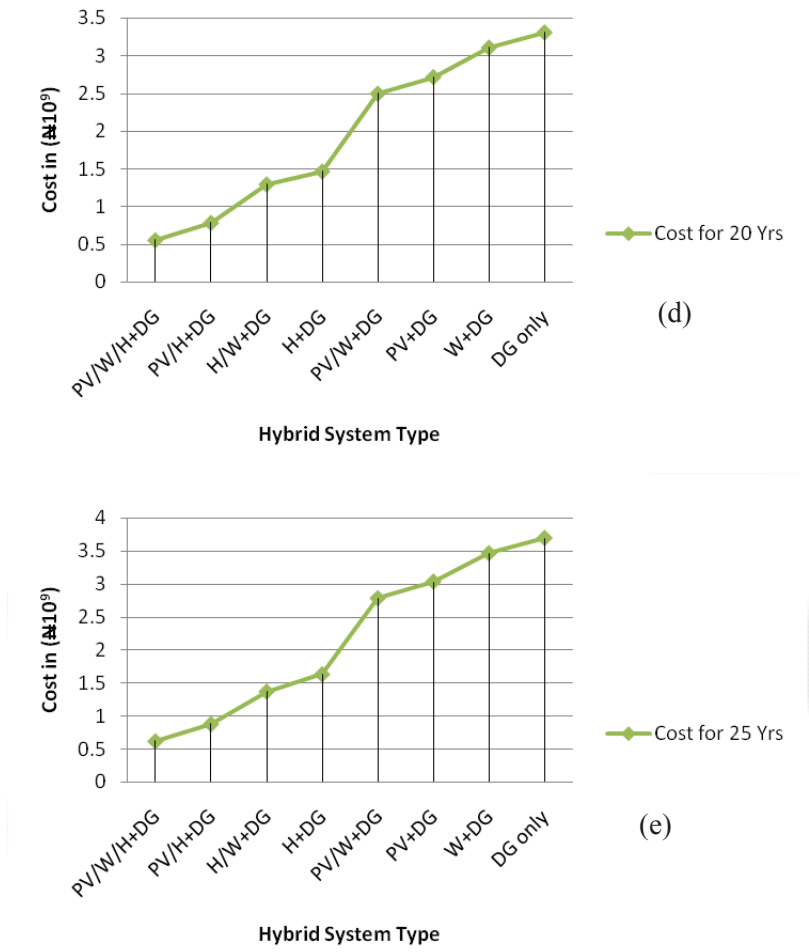 3.5
3
2.5
2
1.5
1
0.5
0
Cost in (₦10⁹)
PV/W/H+DG
PV/H+DG
H/W+DG
H+DG
PV/W+DG
PV+DG
W+DG
DG only
Hybrid System Type
Cost for 20 Yrs
(d)
4
3.5
3
2.5
2
1.5
1
0.5
0
Cost in (₦10⁹)
PV/W/H+DG
PV/H+DG
H/W+DG
H+DG
PV/W+DG
PV+DG
W+DG
DG only
Hybrid System Type
Cost for 25 Yrs
(e)